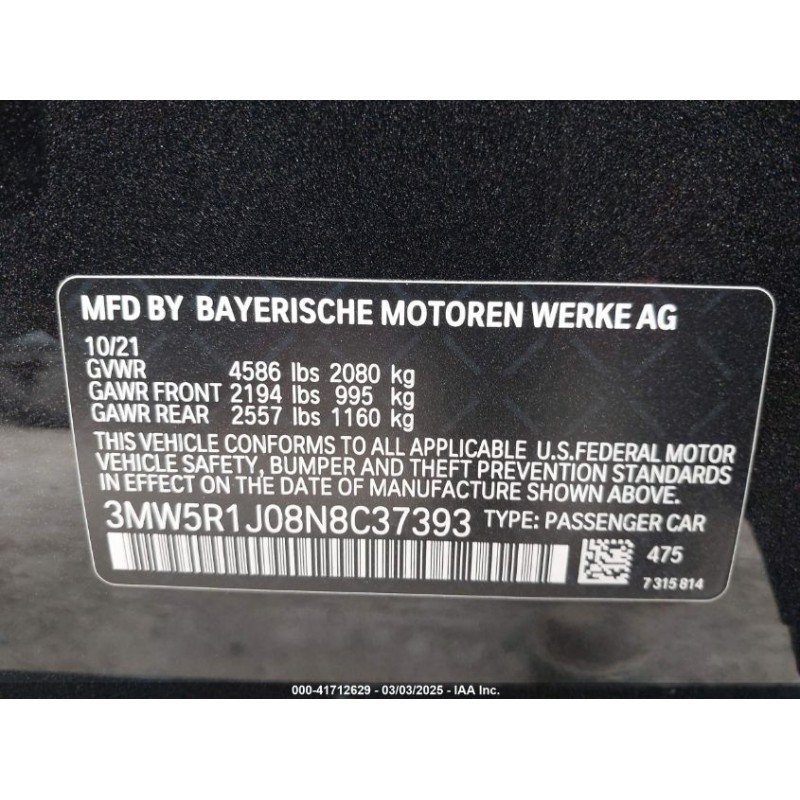 MFD BY BAYERISCHE MOTOREN WERKE AG
10/21
GVWR 4586 lbs 2080 kg
GAWR FRONT 2194 lbs 995 kg
GAWR REAR 2557 lbs 1160 kg
THIS VEHICLE CONFORMS TO ALL APPLICABLE U.S.FEDERAL MOTOR
VEHICLE SAFETY, BUMPER AND THEFT PREVENTION STANDARDS
IN EFFECT ON THE DATE OF MANUFACTURE SHOWN ABOVE.
3MW5R1J08N8C37393 TYPE: PASSENGER CAR
475
7 315 814
000-41712629 - 03/03/2025 - IAA Inc.